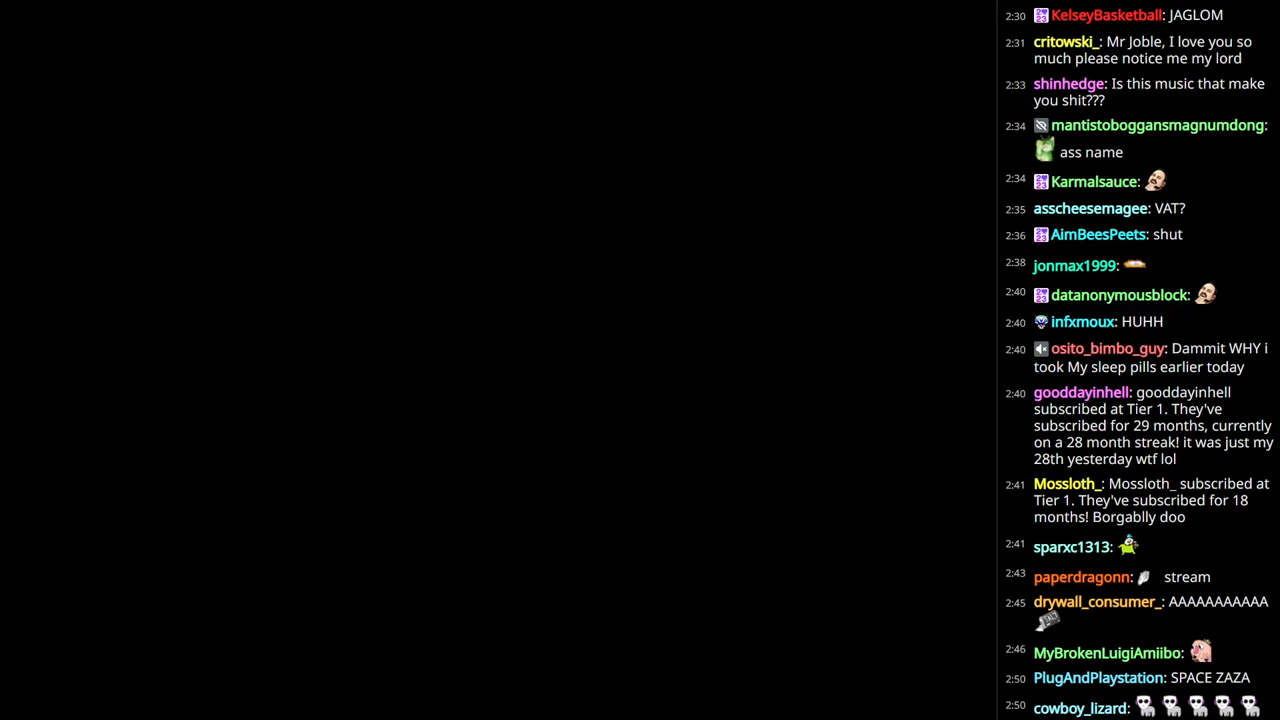 2:30 KelseyBasketball: JAGLOM
2:31 critowski_: Mr Joble, I love you so
much please notice me my lord
2:33 shinhedge: Is this music that make
you shit???
2:34 mantistoboggansmagnumdong:
ass name
2:34 Karmalsauce:
2:35 asscheesemagee: VAT?
2:36 AimBeesPeets: shut
2:38 jonmax1999:
2:40 datanonymousblock:
2:40 infxmoux: HUHH
2:40 osito_bimbo_guy: Dammit WHY i
took My sleep pills earlier today
2:40 gooddayinhell: gooddayinhell
subscribed at Tier 1. They've
subscribed for 29 months, currently
on a 28 month streak! it was just my
28th yesterday wtf lol
2:41 Mossloth_: Mossloth_ subscribed at
Tier 1. They've subscribed for 18
months! Borgablly doo
2:41 sparxc1313:
2:43 paperdragonn: stream
2:45 drywall_consumer_: AAAAAAAAAAA
2:46 MyBrokenLuigiAmiibo:
2:50 PlugAndPlaystation: SPACE ZAZA
2:50 cowboy_lizard: